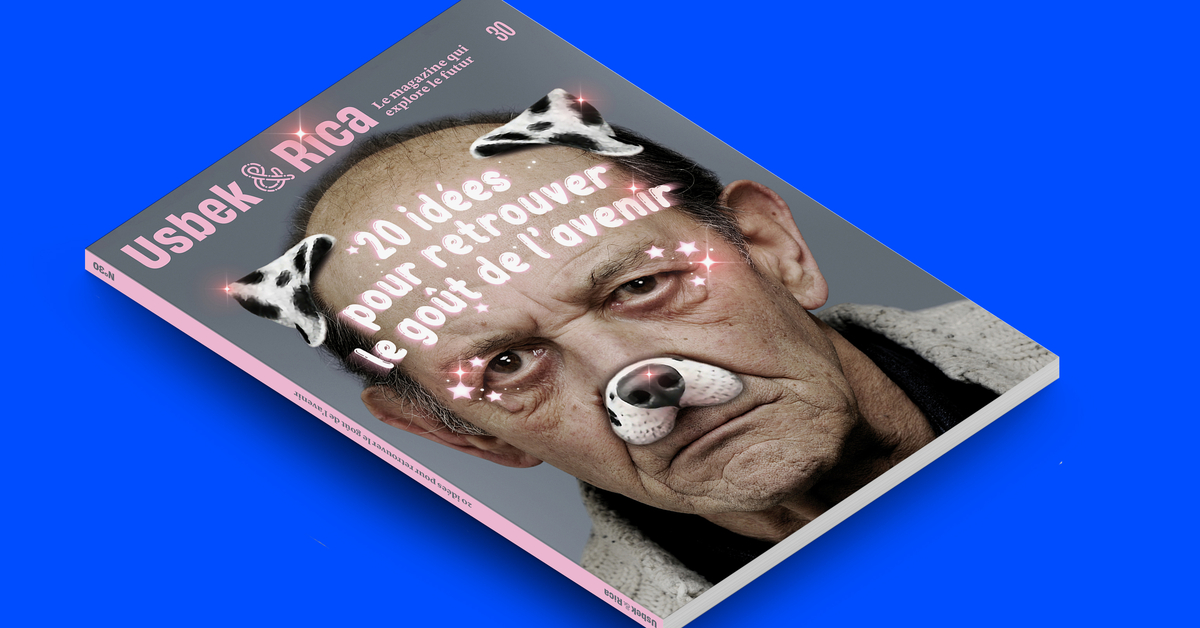 Usbek & Rica
Le magazine qui
explore le futur
30
20 idées
pour retrouver
le goût de l'avenir
N°30
20 idées pour retrouver le goût de l'avenir
Usbek & Rica